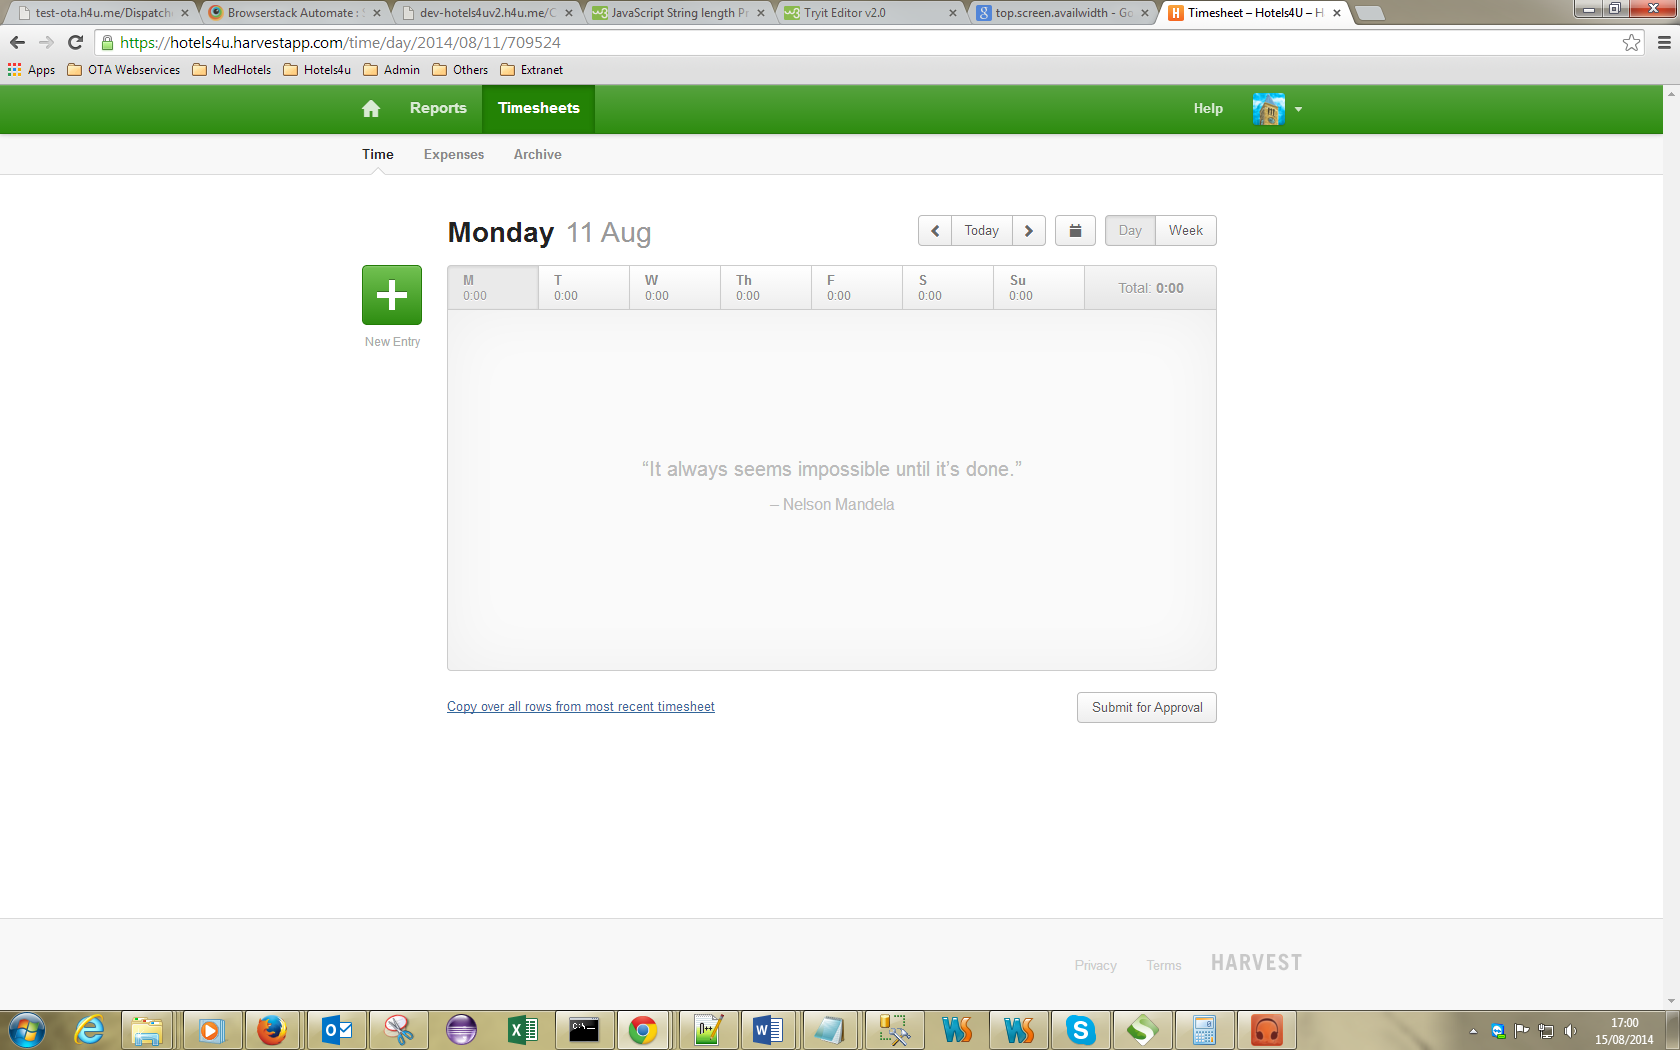 test-ota.h4u.me/Dispatch
Browserstack Automate :
dev-hotels4uv2.h4u.me/C
JavaScript String length Pr
Tryit Editor v2.0
top.screen.availwidth - Go
Timesheet – Hotels4U – H
https://hotels4u.harvestapp.com/time/day/2014/08/11/709524
Apps
OTA Webservices
MedHotels
Hotels4u
Admin
Others
Extranet
Reports
Timesheets
Help
Time
Expenses
Archive
Monday 11 Aug
Today
Day
Week
M
0:00
T
0:00
W
0:00
Th
0:00
F
0:00
S
0:00
Su
0:00
Total: 0:00
New Entry
“It always seems impossible until it’s done.”
– Nelson Mandela
Copy over all rows from most recent timesheet
Submit for Approval
Privacy
Terms
HARVEST
17:00
15/08/2014